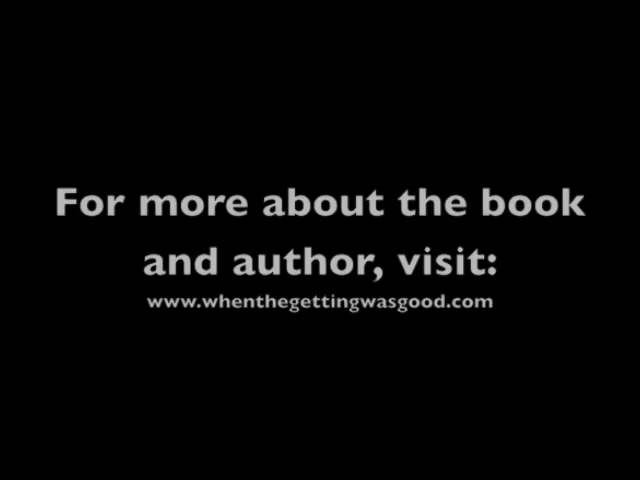 For more about the book
and author, visit:
www.whenthegettingwasgood.com